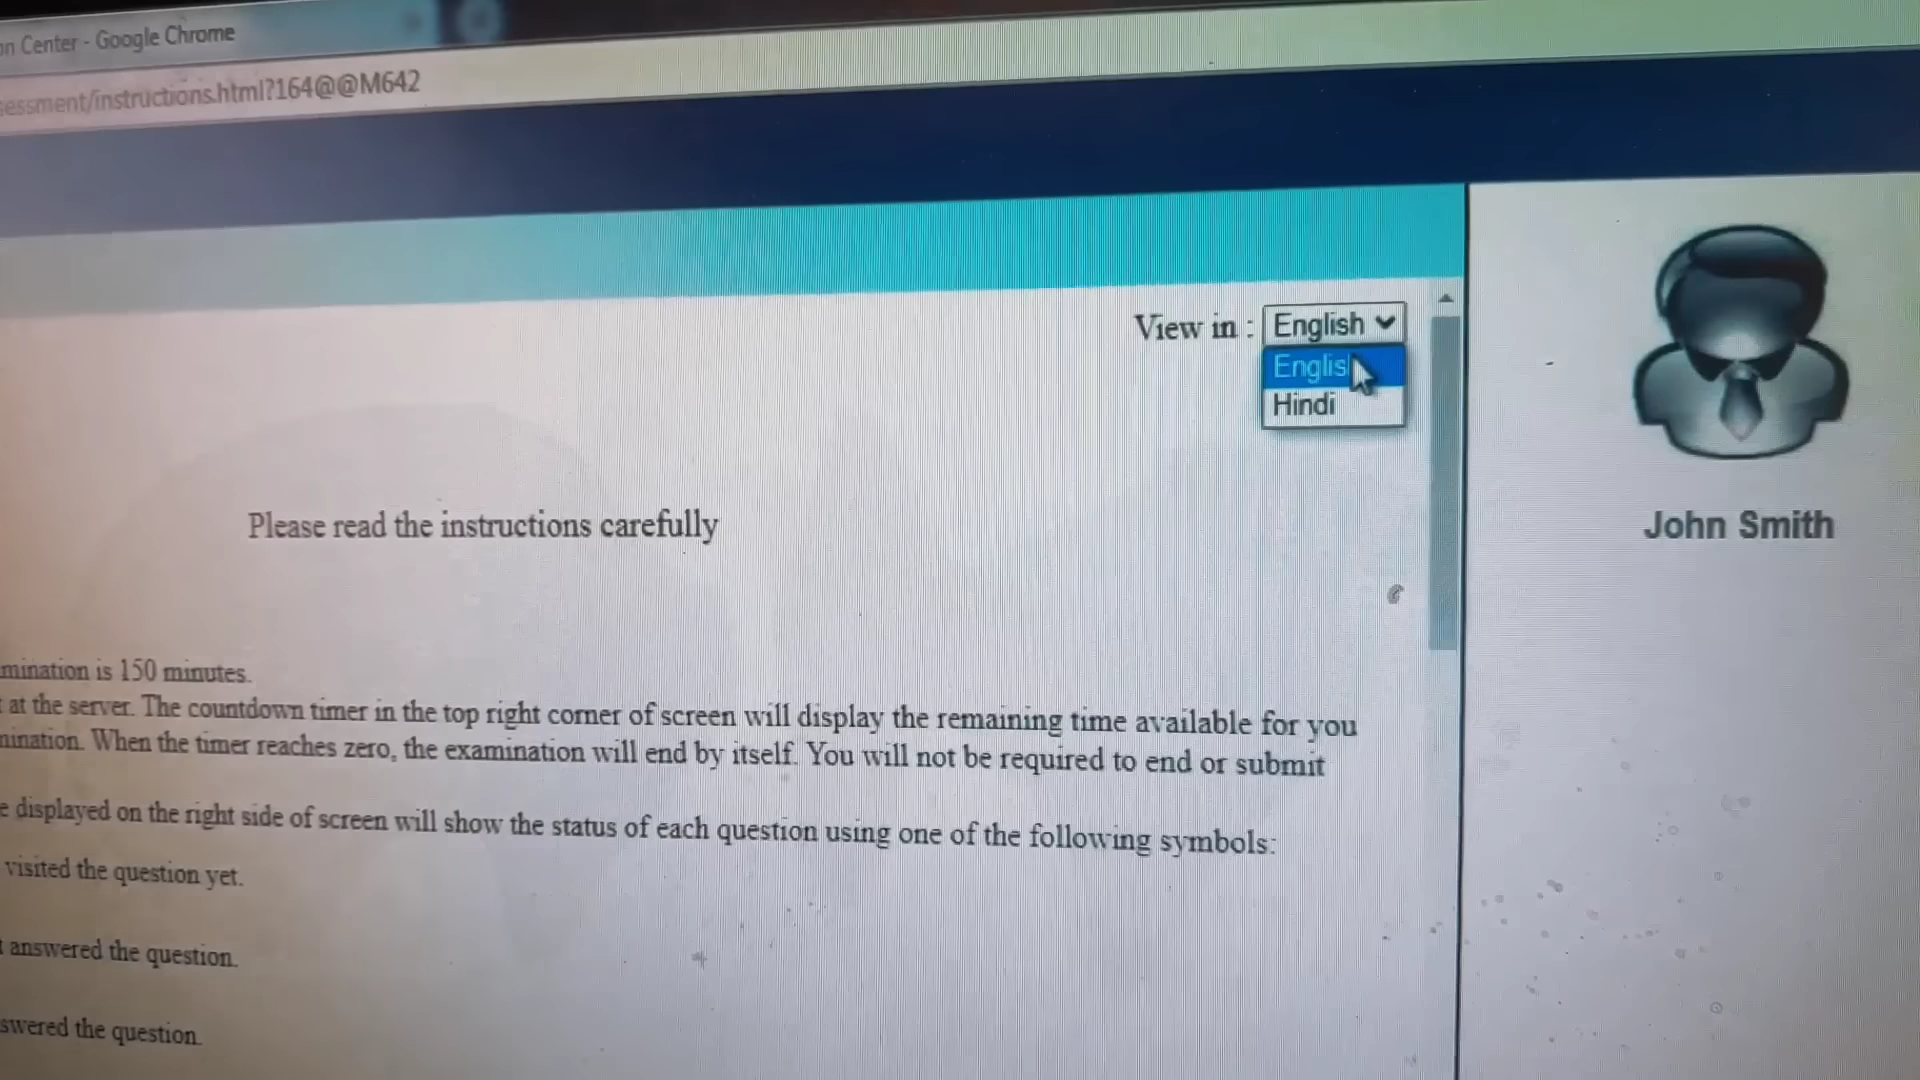 on Center - Google Chrome
essment/instructions.html?164@@M642
View in : English
English
Hindi
Please read the instructions carefully
John Smith
mination is 150 minutes.
at the server. The countdown timer in the top right corner of screen will display the remaining time available for you
mination. When the timer reaches zero, the examination will end by itself. You will not be required to end or submit
e displayed on the right side of screen will show the status of each question using one of the following symbols:
visited the question yet.
answered the question.
swered the question.